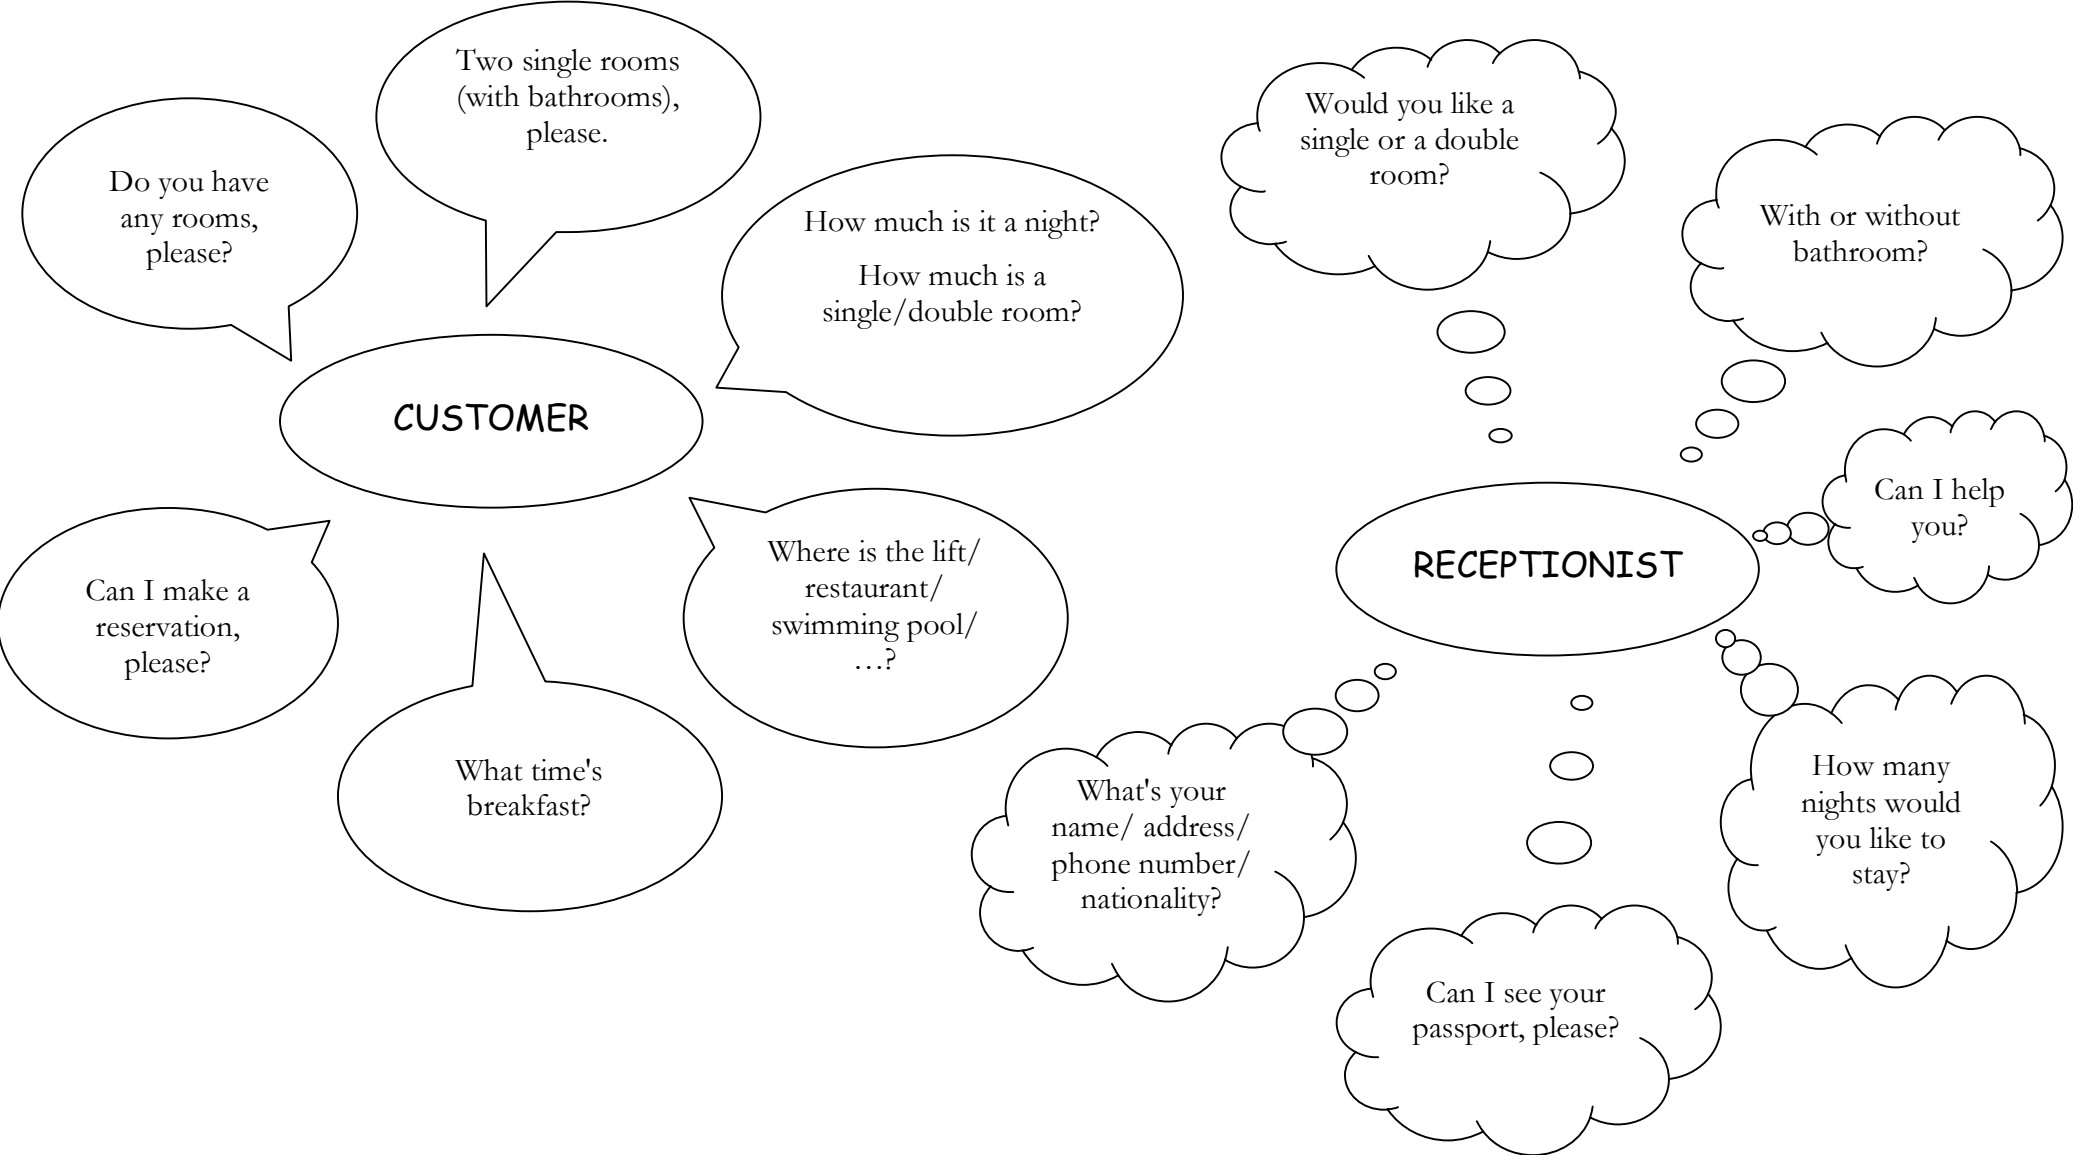 Two single rooms
(with bathrooms),
please.
Do you have
any rooms,
please?
How much is it a night?
How much is a
single/double room?
CUSTOMER
Can I make a
reservation,
please?
Where is the lift/
restaurant/
swimming pool/
…?
What time's
breakfast?
Would you like a
single or a double
room?
With or without
bathroom?
Can I help
you?
RECEPTIONIST
What's your
name/ address/
phone number/
nationality?
How many
nights would
you like to
stay?
Can I see your
passport, please?